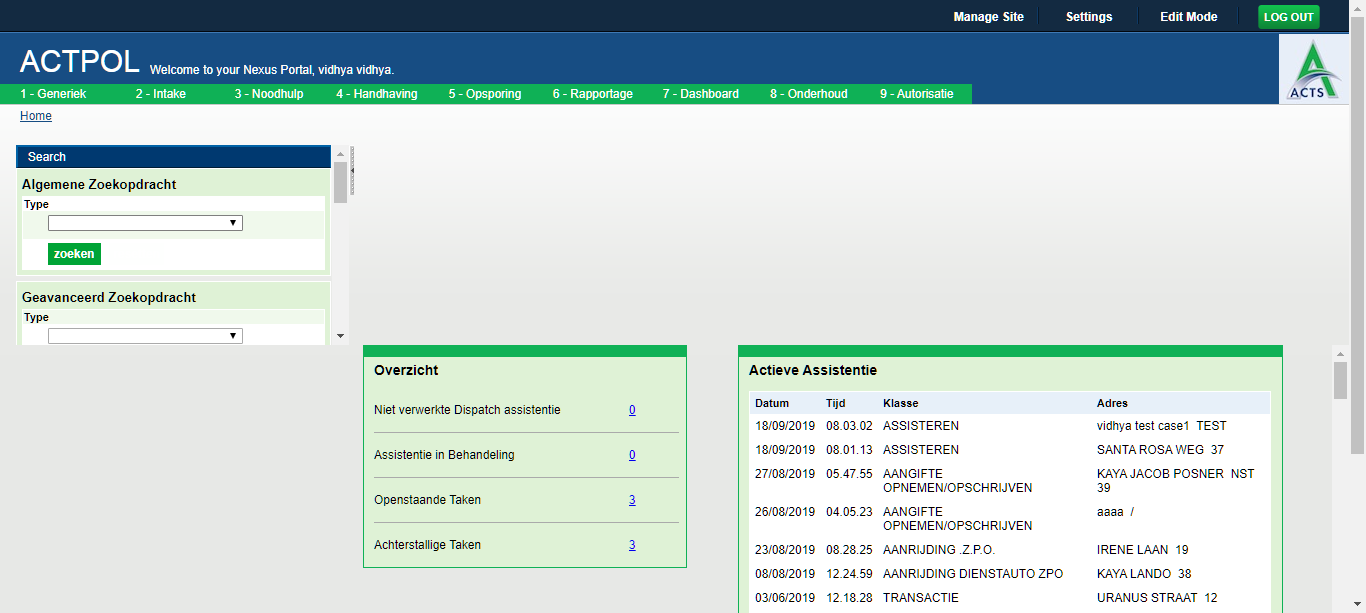 Manage Site Settings Edit Mode LOG OUT
ACTPOL Welcome to your Nexus Portal, vidhya vidhya.
1 - Generiek 2 - Intake 3 - Noodhulp 4 - Handhaving 5 - Opsporing 6 - Rapportage 7 - Dashboard 8 - Onderhoud 9 - Autorisatie
ACTS
Home
Search
Algemene Zoekopdracht
Type
zoeken
Geavanceerd Zoekopdracht
Type
Overzicht
Niet verwerkte Dispatch assistentie 0
Assistentie in Behandeling 0
Openstaande Taken 3
Achterstallige Taken 3
Actieve Assistentie
Datum Tijd Klasse Adres
18/09/2019 08.03.02 ASSISTEREN vidhya test case1 TEST
18/09/2019 08.01.13 ASSISTEREN SANTA ROSA WEG 37
27/08/2019 05.47.55 AANGIFTE KAYA JACOB POSNER NST
OPNEMEN/OPSCHRIJVEN 39
26/08/2019 04.05.23 AANGIFTE aaaa /
OPNEMEN/OPSCHRIJVEN
23/08/2019 08.28.25 AANRIJDING .Z.P.O. IRENE LAAN 19
08/08/2019 12.24.59 AANRIJDING DIENSTAUTO ZPO KAYA LANDO 38
03/06/2019 12.18.28 TRANSACTIE URANUS STRAAT 12